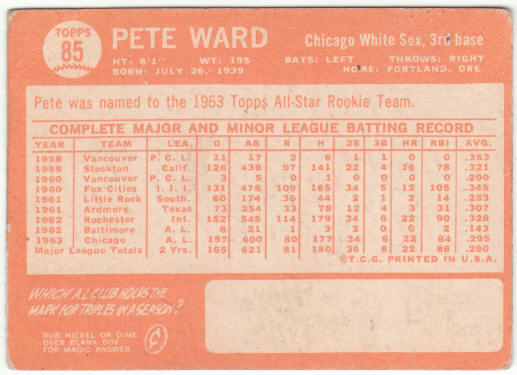 TOPPS
85
PETE WARD
Chicago White Sox, 3rd base
HT: 6'1" WT: 195 BATS: LEFT THROWS: RIGHT
BORN: JULY 26, 1939 HOME: PORTLAND, ORE.
Pete was named to the 1963 Topps All-Star Rookie Team.
COMPLETE MAJOR AND MINOR LEAGUE BATTING RECORD
YEAR TEAM LEA. G AB R H 2B 3B HR RBI AVG.
1958 Vancouver P.C.L. 11 17 2 6 1 1 0 0 .353
1959 Stockton Calif. 126 439 97 141 22 4 16 78 .321
1960 Vancouver P.C.L. 3 5 0 1 0 0 0 0 .200
1960 Fox Cities I.I.I. 131 478 109 165 34 5 12 105 .345
1961 Little Rock South. 60 174 36 44 2 1 2 14 .253
1961 Ardmore Texas 73 254 33 78 12 4 3 31 .307
1962 Rochester Int. 152 545 114 179 34 6 22 90 .328
1962 Baltimore A.L. 8 21 1 3 2 0 0 2 .143
1963 Chicago A.L. 157 600 80 177 34 6 22 84 .295
Major League Totals 2 Yrs. 165 621 81 180 36 6 22 86 .290
©T.C.G. PRINTED IN U.S.A.
WHICH A.L. CLUB HOLDS THE
MARK FOR TRIPLES IN A SEASON?
RUB NICKEL OR DIME
OVER BLANK BOX
FOR MAGIC ANSWER